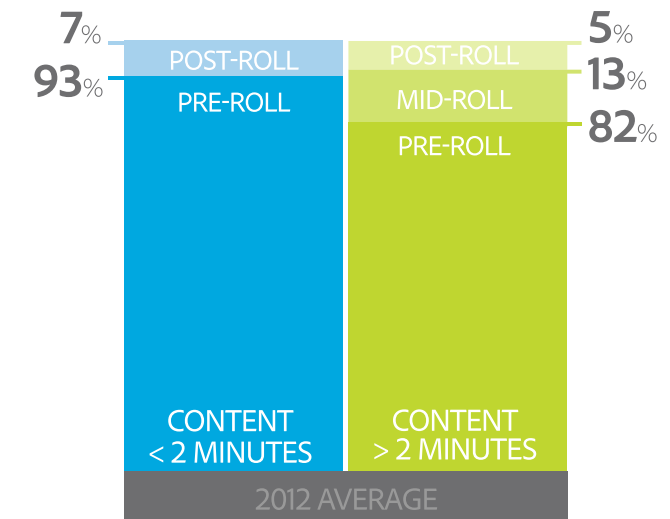 7%
POST-ROLL
93%
PRE-ROLL
CONTENT
< 2 MINUTES
5%
POST-ROLL
13%
MID-ROLL
82%
PRE-ROLL
CONTENT
> 2 MINUTES
2012 AVERAGE